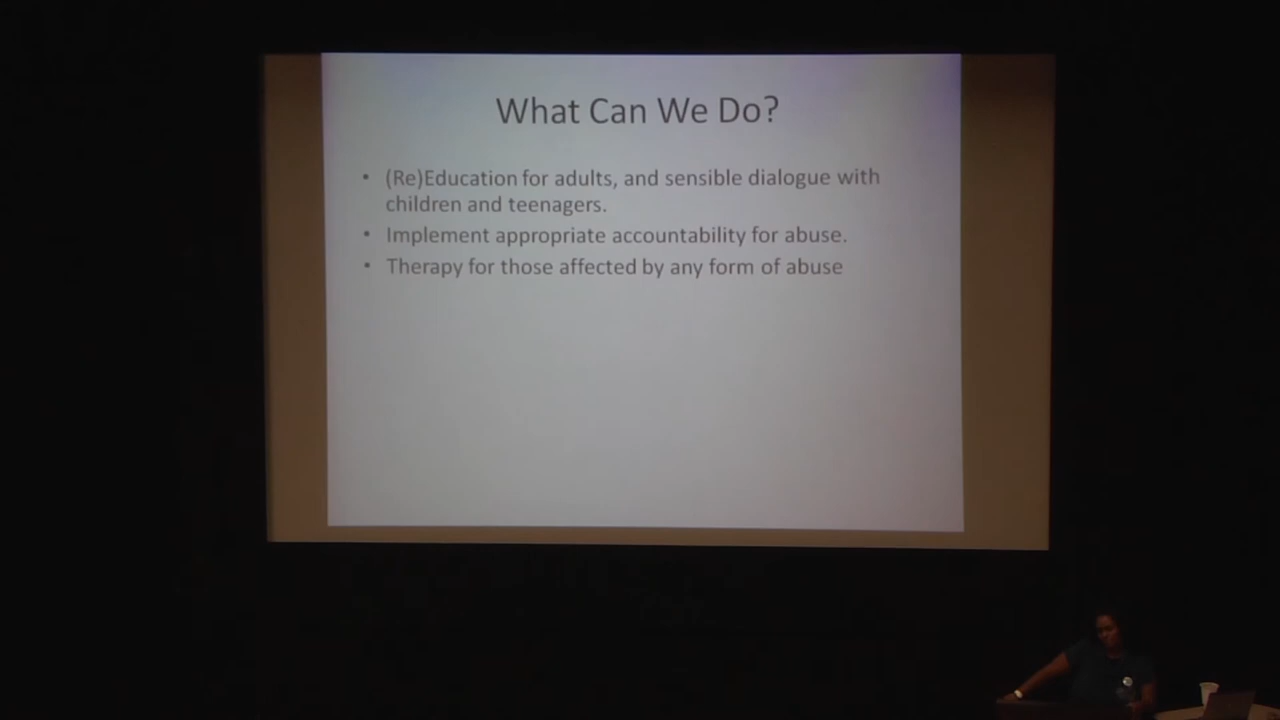 What Can We Do?
• (Re)Education for adults, and sensible dialogue with
children and teenagers.
• Implement appropriate accountability for abuse.
• Therapy for those affected by any form of abuse